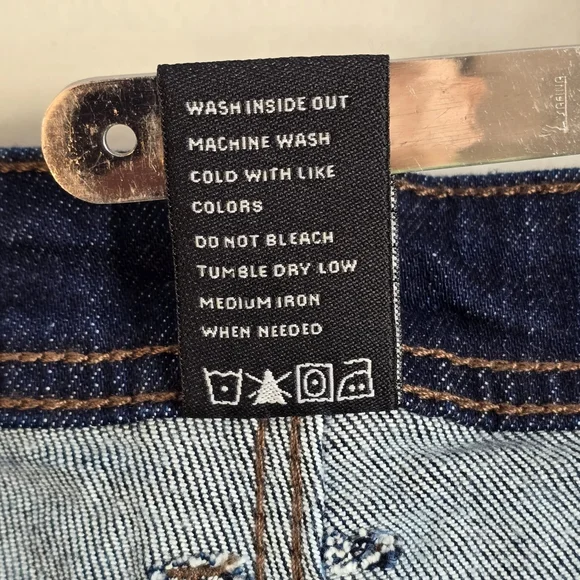 WASH INSIDE OUT
MACHINE WASH
COLD WITH LIKE
COLORS
DO NOT BLEACH
TUMBLE DRY LOW
MEDIUM IRON
WHEN NEEDED